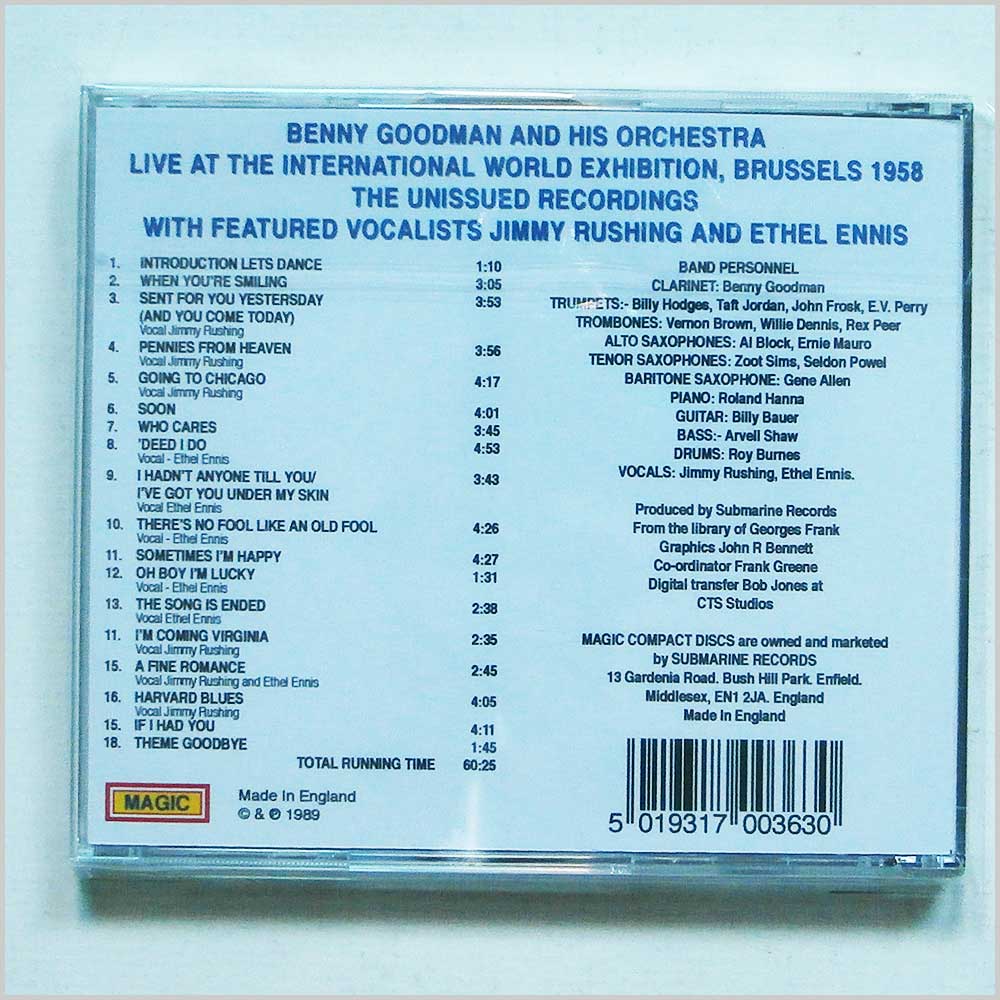 BENNY GOODMAN AND HIS ORCHESTRA
LIVE AT THE INTERNATIONAL WORLD EXHIBITION, BRUSSELS 1958
THE UNISSUED RECORDINGS
WITH FEATURED VOCALISTS JIMMY RUSHING AND ETHEL ENNIS
1. INTRODUCTION LETS DANCE 1:10
2. WHEN YOU'RE SMILING 3:05
3. SENT FOR YOU YESTERDAY 3:53
(AND YOU COME TODAY)
Vocal Jimmy Rushing
4. PENNIES FROM HEAVEN 3:56
Vocal Jimmy Rushing
5. GOING TO CHICAGO 4:17
Vocal Jimmy Rushing
6. SOON 4:01
7. WHO CARES 3:45
8. 'DEED I DO 4:53
Vocal - Ethel Ennis
9. I HADN'T ANYONE TILL YOU/ 3:43
I'VE GOT YOU UNDER MY SKIN
Vocal Ethel Ennis
10. THERE'S NO FOOL LIKE AN OLD FOOL 4:26
Vocal - Ethel Ennis
11. SOMETIMES I'M HAPPY 4:27
12. OH BOY I'M LUCKY 1:31
Vocal - Ethel Ennis
13. THE SONG IS ENDED 2:38
Vocal Ethel Ennis
11. I'M COMING VIRGINIA 2:35
Vocal Jimmy Rushing
15. A FINE ROMANCE 2:45
Vocal Jimmy Rushing and Ethel Ennis
16. HARVARD BLUES 4:05
Vocal Jimmy Rushing
15. IF I HAD YOU 4:11
18. THEME GOODBYE 1:45
TOTAL RUNNING TIME 60:25
BAND PERSONNEL
CLARINET: Benny Goodman
TRUMPETS:- Billy Hodges, Taft Jordan, John Frosk, E.V. Perry
TROMBONES: Vernon Brown, Willie Dennis, Rex Peer
ALTO SAXOPHONES: Al Block, Ernie Mauro
TENOR SAXOPHONES: Zoot Sims, Seldon Powel
BARITONE SAXOPHONE: Gene Allen
PIANO: Roland Hanna
GUITAR: Billy Bauer
BASS:- Arvell Shaw
DRUMS: Roy Burnes
VOCALS: Jimmy Rushing, Ethel Ennis.
Produced by Submarine Records
From the library of Georges Frank
Graphics John R Bennett
Co-ordinator Frank Greene
Digital transfer Bob Jones at
CTS Studios
MAGIC COMPACT DISCS are owned and marketed
by SUBMARINE RECORDS
13 Gardenia Road. Bush Hill Park. Enfield.
Middlesex, EN1 2JA. England
Made in England
MAGIC
Made In England
© & ℗ 1989
5 019317 003630